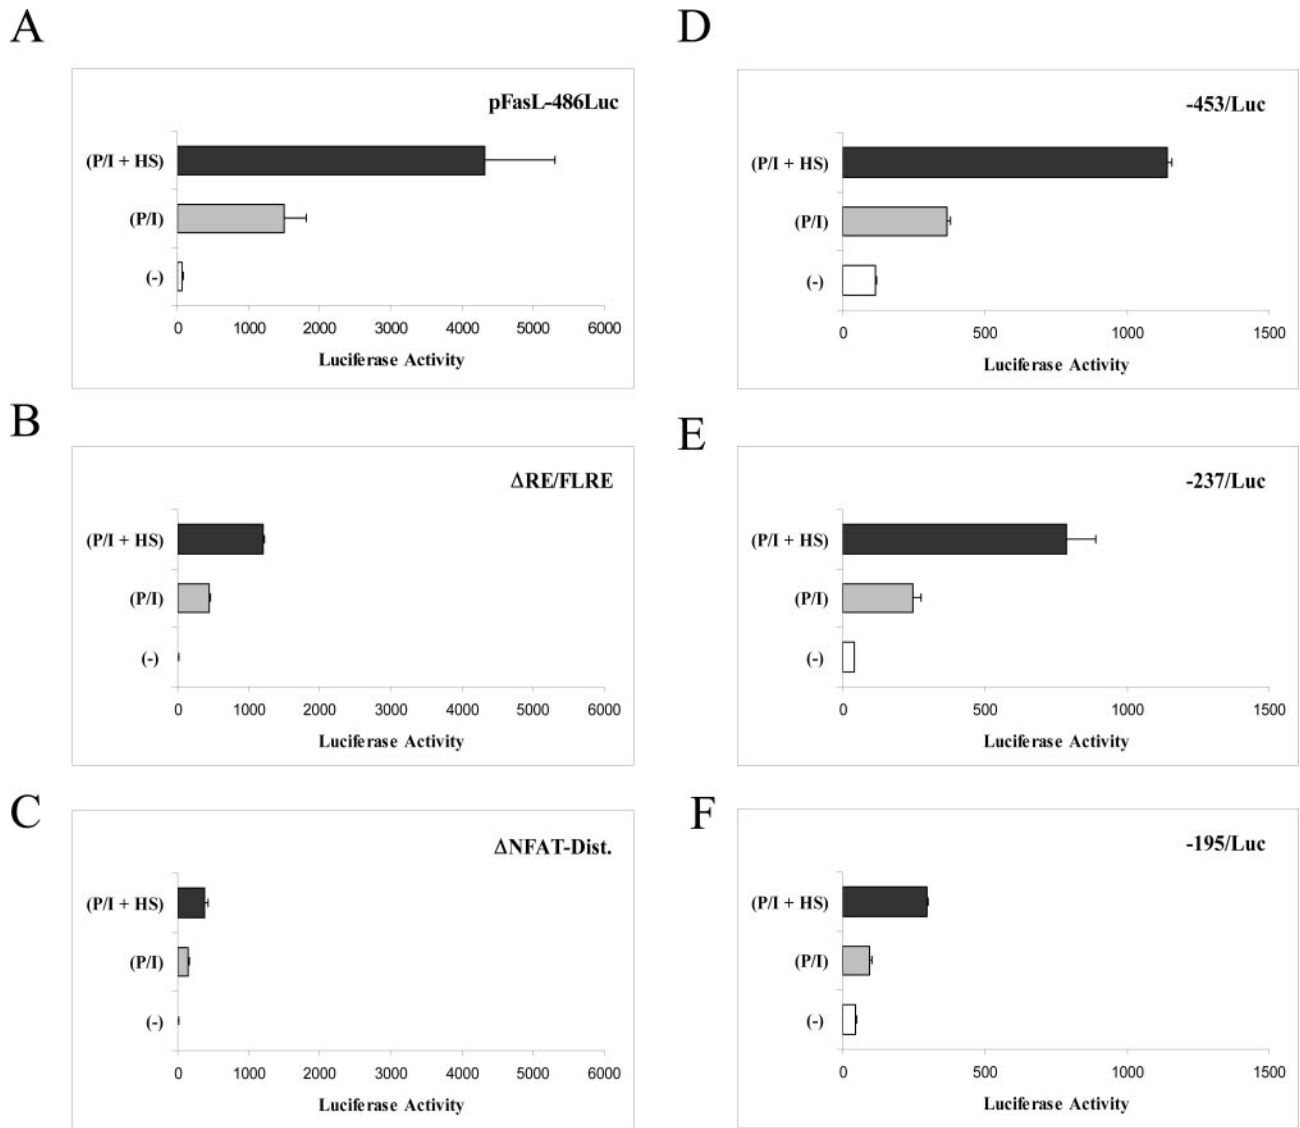 A
pFasL-486Luc
(P/I + HS)
(P/I)
(-)
0 1000 2000 3000 4000 5000 6000
Luciferase Activity
B
ΔRE/FLRE
(P/I + HS)
(P/I)
(-)
0 1000 2000 3000 4000 5000 6000
Luciferase Activity
C
ΔNFAT-Dist.
(P/I + HS)
(P/I)
(-)
0 1000 2000 3000 4000 5000 6000
Luciferase Activity
D
-453/Luc
(P/I + HS)
(P/I)
(-)
0 500 1000 1500
Luciferase Activity
E
-237/Luc
(P/I + HS)
(P/I)
(-)
0 500 1000 1500
Luciferase Activity
F
-195/Luc
(P/I + HS)
(P/I)
(-)
0 500 1000 1500
Luciferase Activity